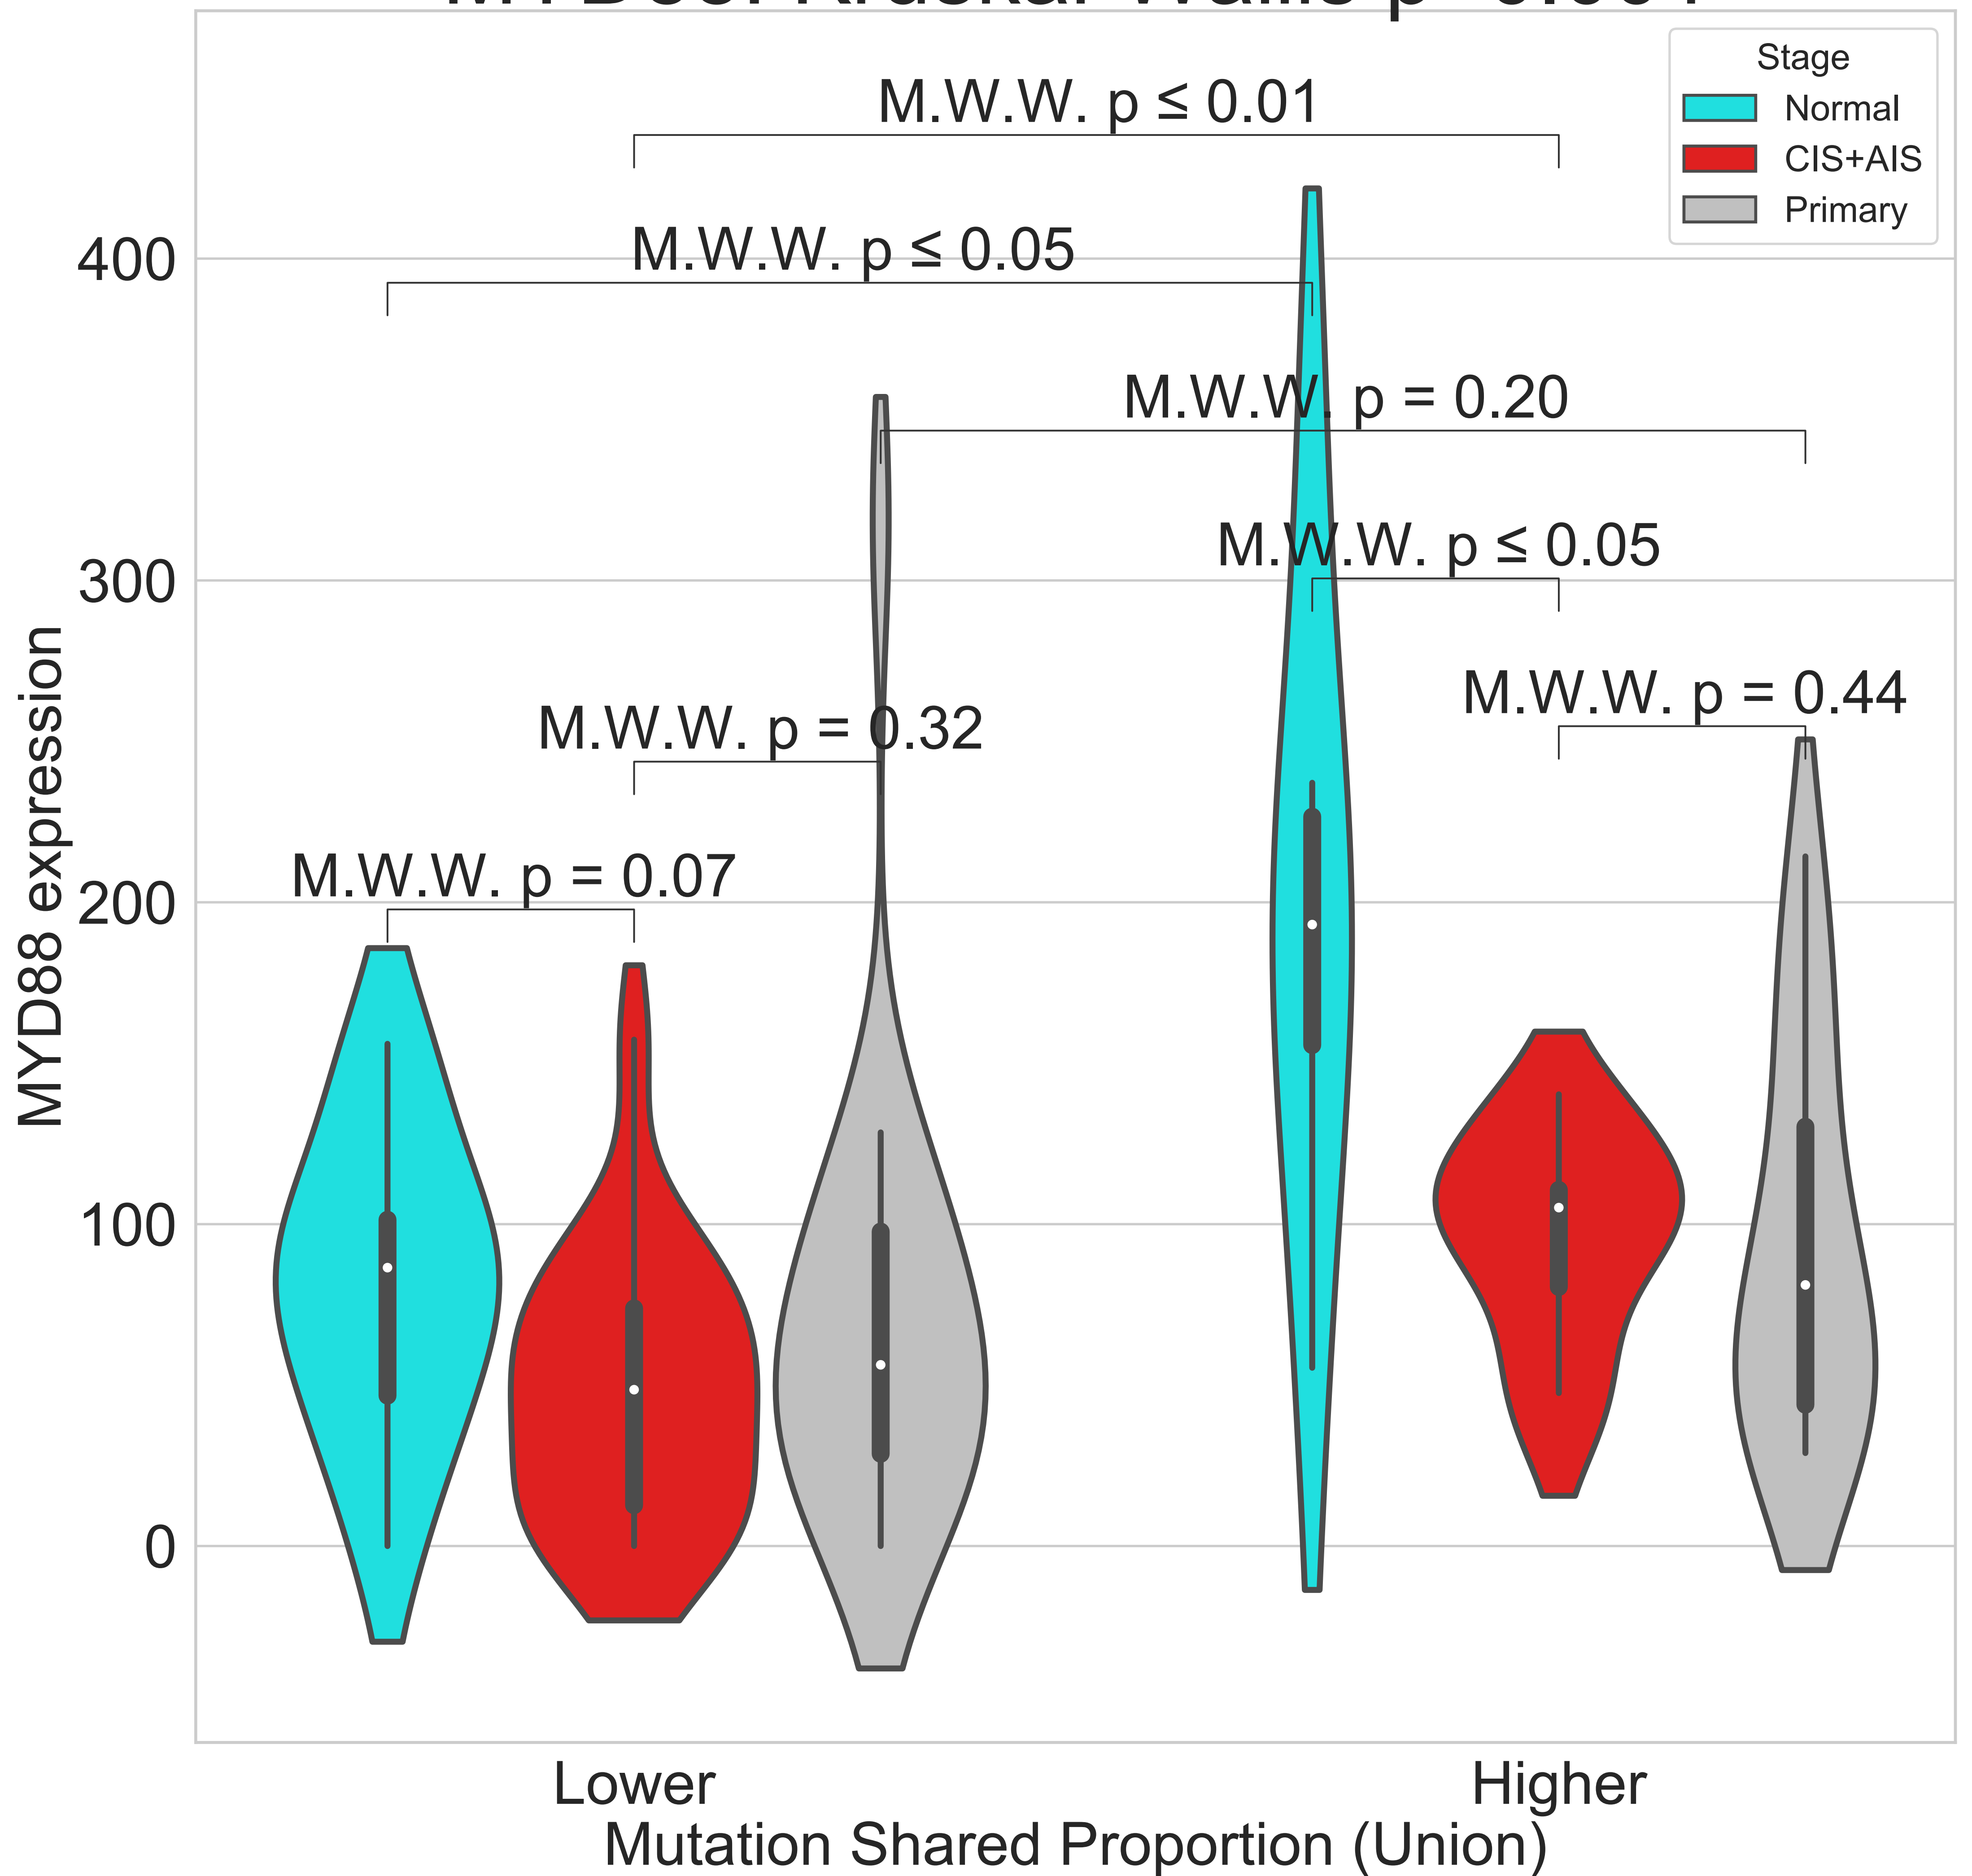 Stage
Normal
CIS+AIS
Primary
M.W.W. p ≤ 0.01
M.W.W. p ≤ 0.05
M.W.W. p = 0.20
M.W.W. p ≤ 0.05
M.W.W. p = 0.44
M.W.W. p = 0.32
M.W.W. p = 0.07
400
300
200
100
0
MYD88 expression
Lower
Higher
Mutation Shared Proportion (Union)